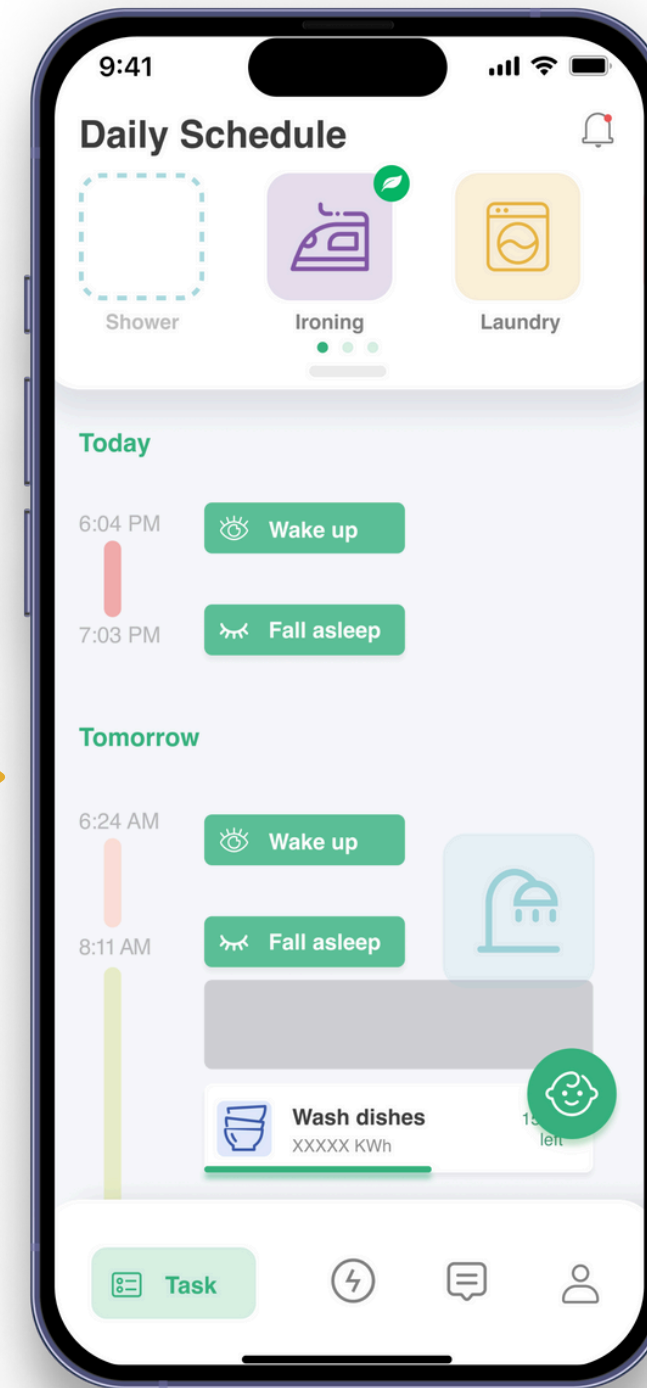 9:41
Daily Schedule
Shower Ironing Laundry
Today
6:04 PM Wake up
7:03 PM Fall asleep
Tomorrow
6:24 AM Wake up
8:11 AM Fall asleep
Wash dishes
XXXXX KWh
left
Task